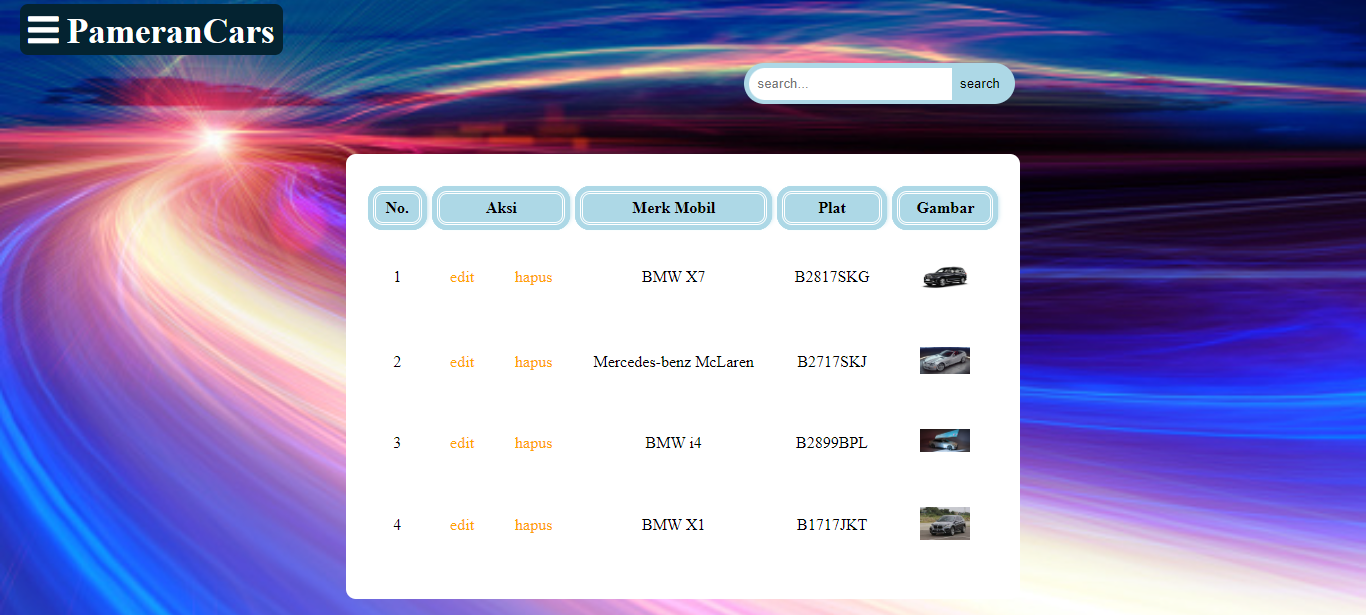 PameranCars
search...
search
No. Aksi Merk Mobil Plat Gambar
1 edit hapus BMW X7 B2817SKG
2 edit hapus Mercedes-benz McLaren B2717SKJ
3 edit hapus BMW i4 B2899BPL
4 edit hapus BMW X1 B1717JKT